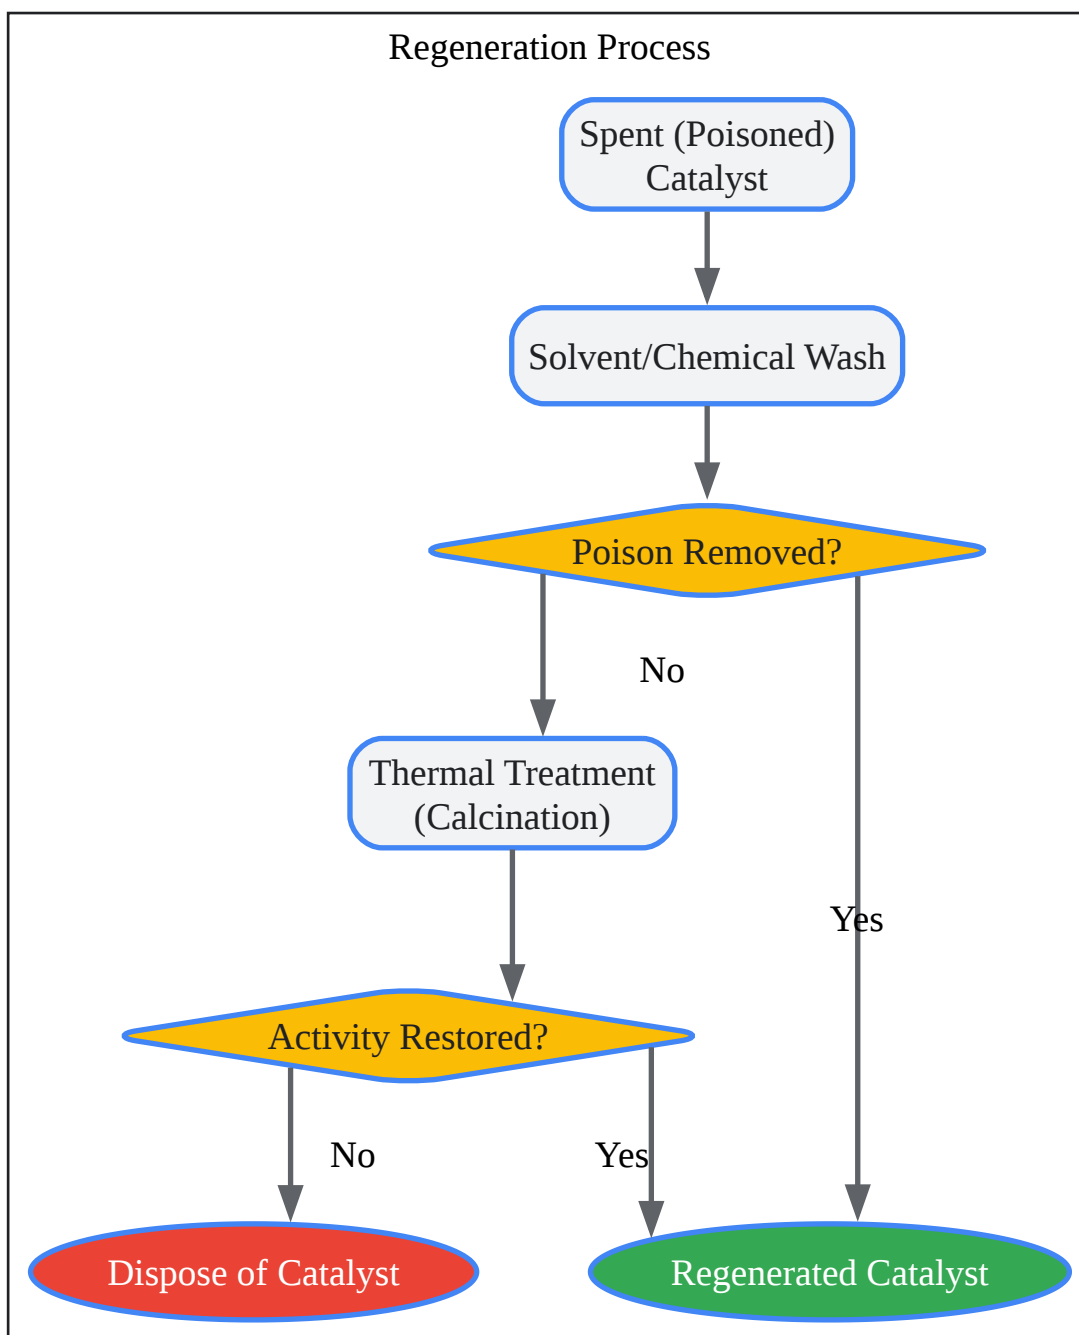 Regeneration Process
Spent (Poisoned)
Catalyst
Solvent/Chemical Wash
Poison Removed?
No
Thermal Treatment
(Calcination)
Yes
Activity Restored?
No
Yes
Dispose of Catalyst
Regenerated Catalyst